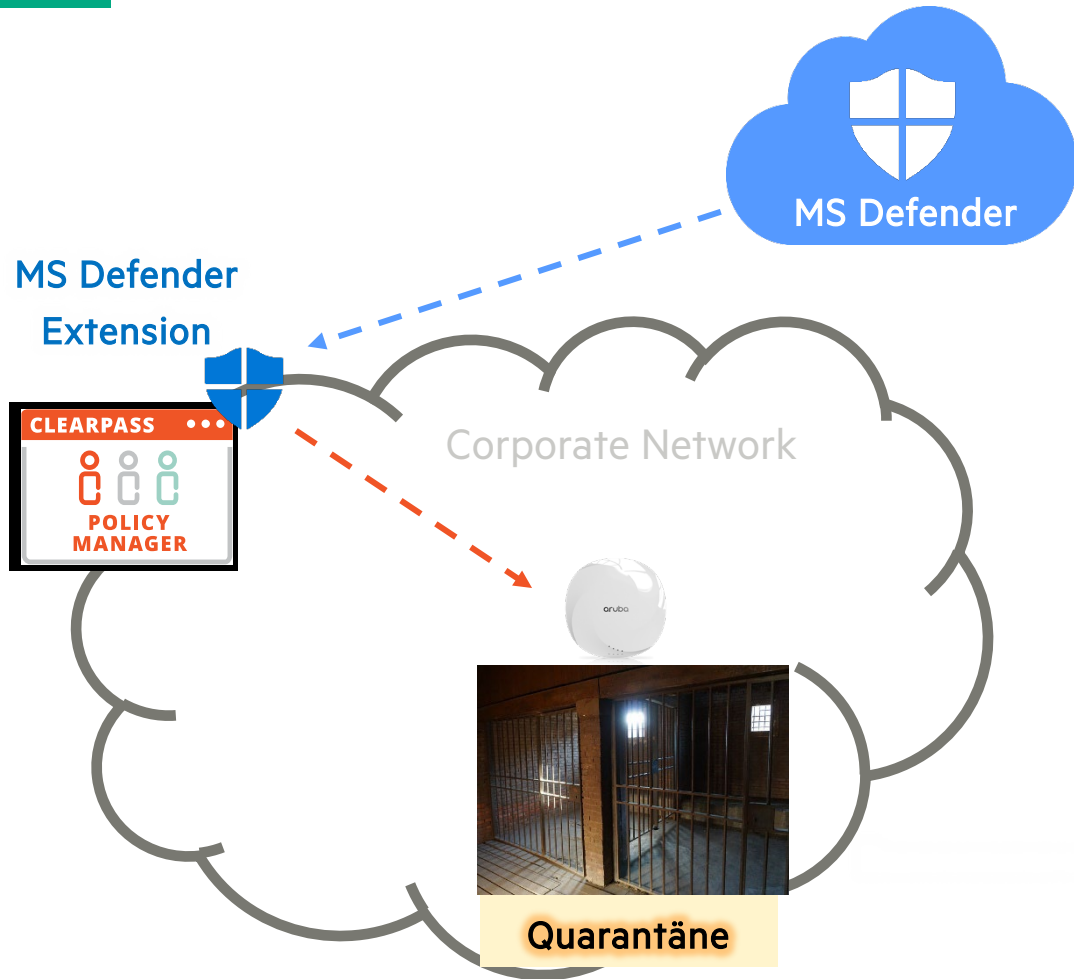 MS Defender
MS Defender
Extension
CLEARPASS
POLICY
MANAGER
Corporate Network
aruba
Quarantäne